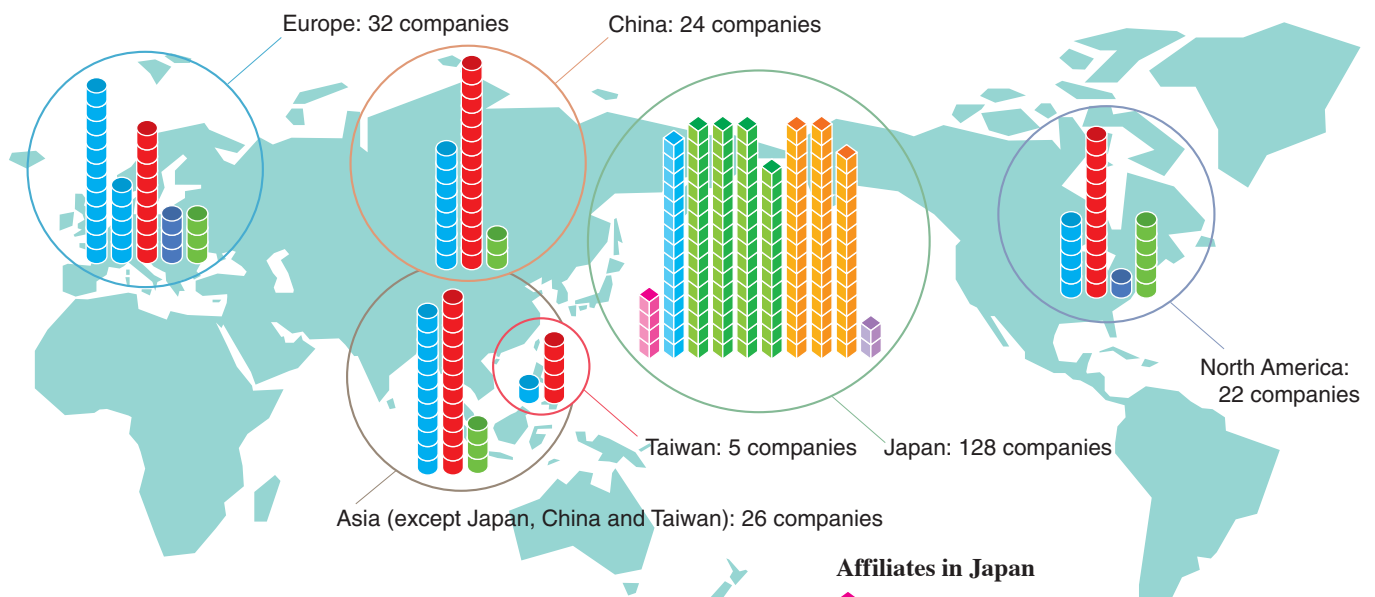 Europe: 32 companies
China: 24 companies
North America:
22 companies
Taiwan: 5 companies
Japan: 128 companies
Asia (except Japan, China and Taiwan): 26 companies
Affiliates in Japan